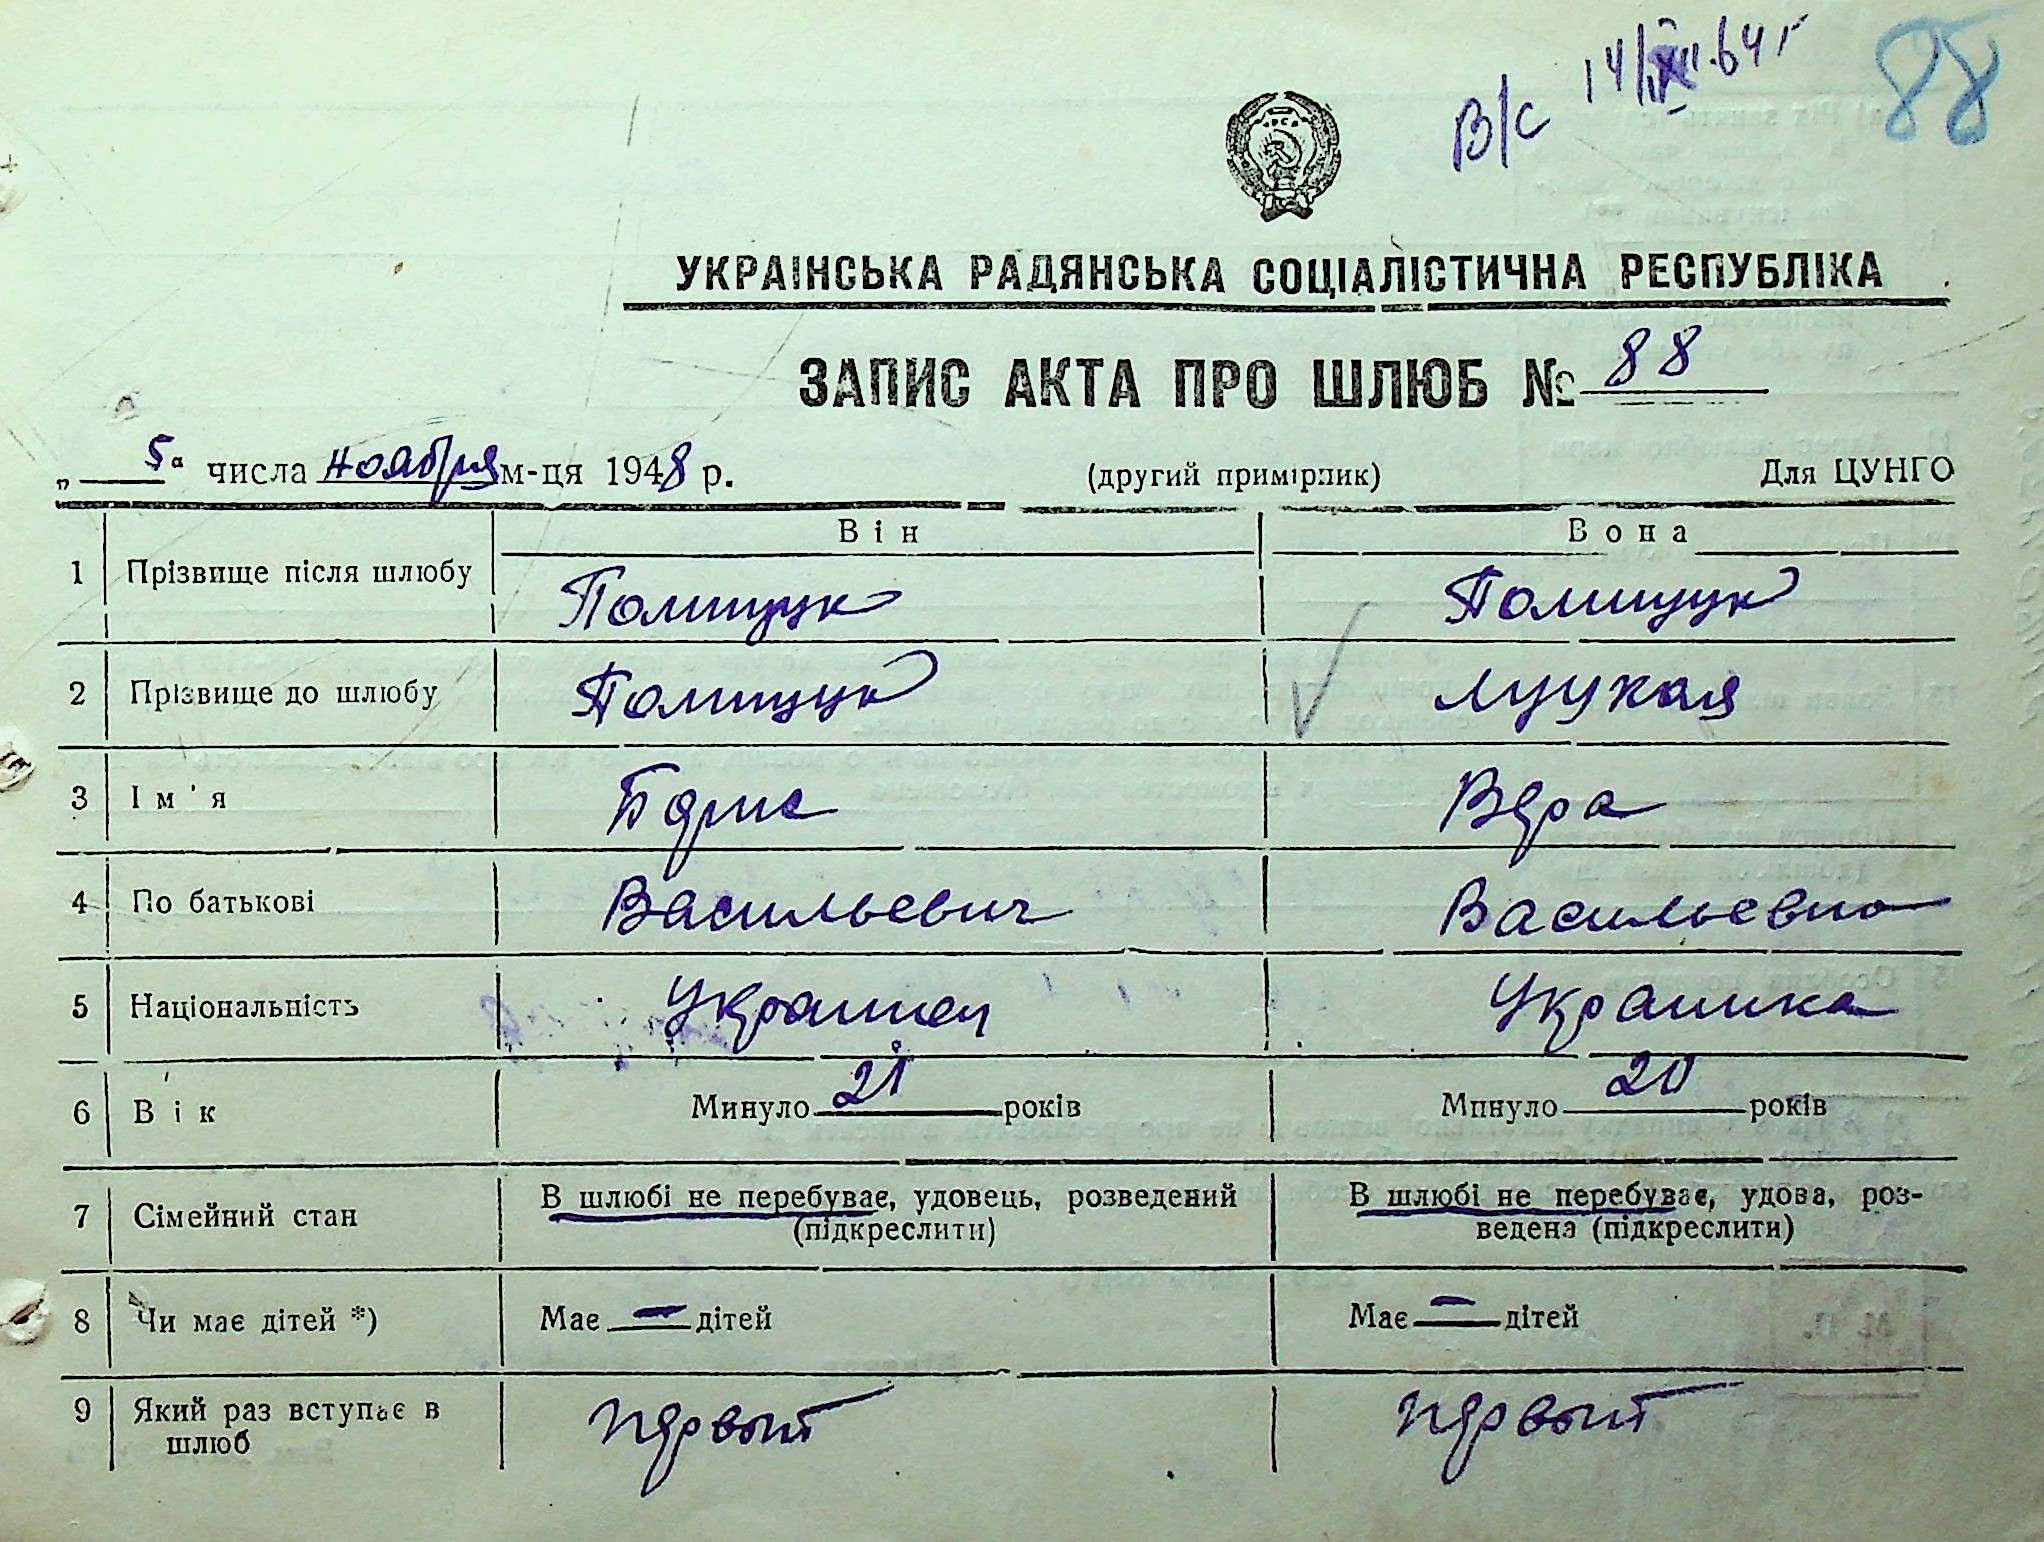 В/с 14/XII.64 г
88
УКРАЇНСЬКА РАДЯНСЬКА СОЦІАЛІСТИЧНА РЕСПУБЛІКА
ЗАПИС АКТА ПРО ШЛЮБ № 88
„ 5 " числа ноября м-ця 1948 р. (другий примірник) Для ЦУНГО
Він Вона
1 Прізвище після шлюбу Полищук Полищук
2 Прізвище до шлюбу Полищук Луцкая
3 Ім'я Борис Вера
4 По батькові Васильевич Васильевна
5 Національність Украинец Украинка
6 Вік Минуло 21 років Минуло 20 років
7 Сімейний стан В шлюбі не перебуває, удовець, розведений В шлюбі не перебуває, удова, роз-
(підкреслити) ведена (підкреслити)
8 Чи має дітей *) Має — дітей Має — дітей
9 Який раз вступає в первый первый
шлюб